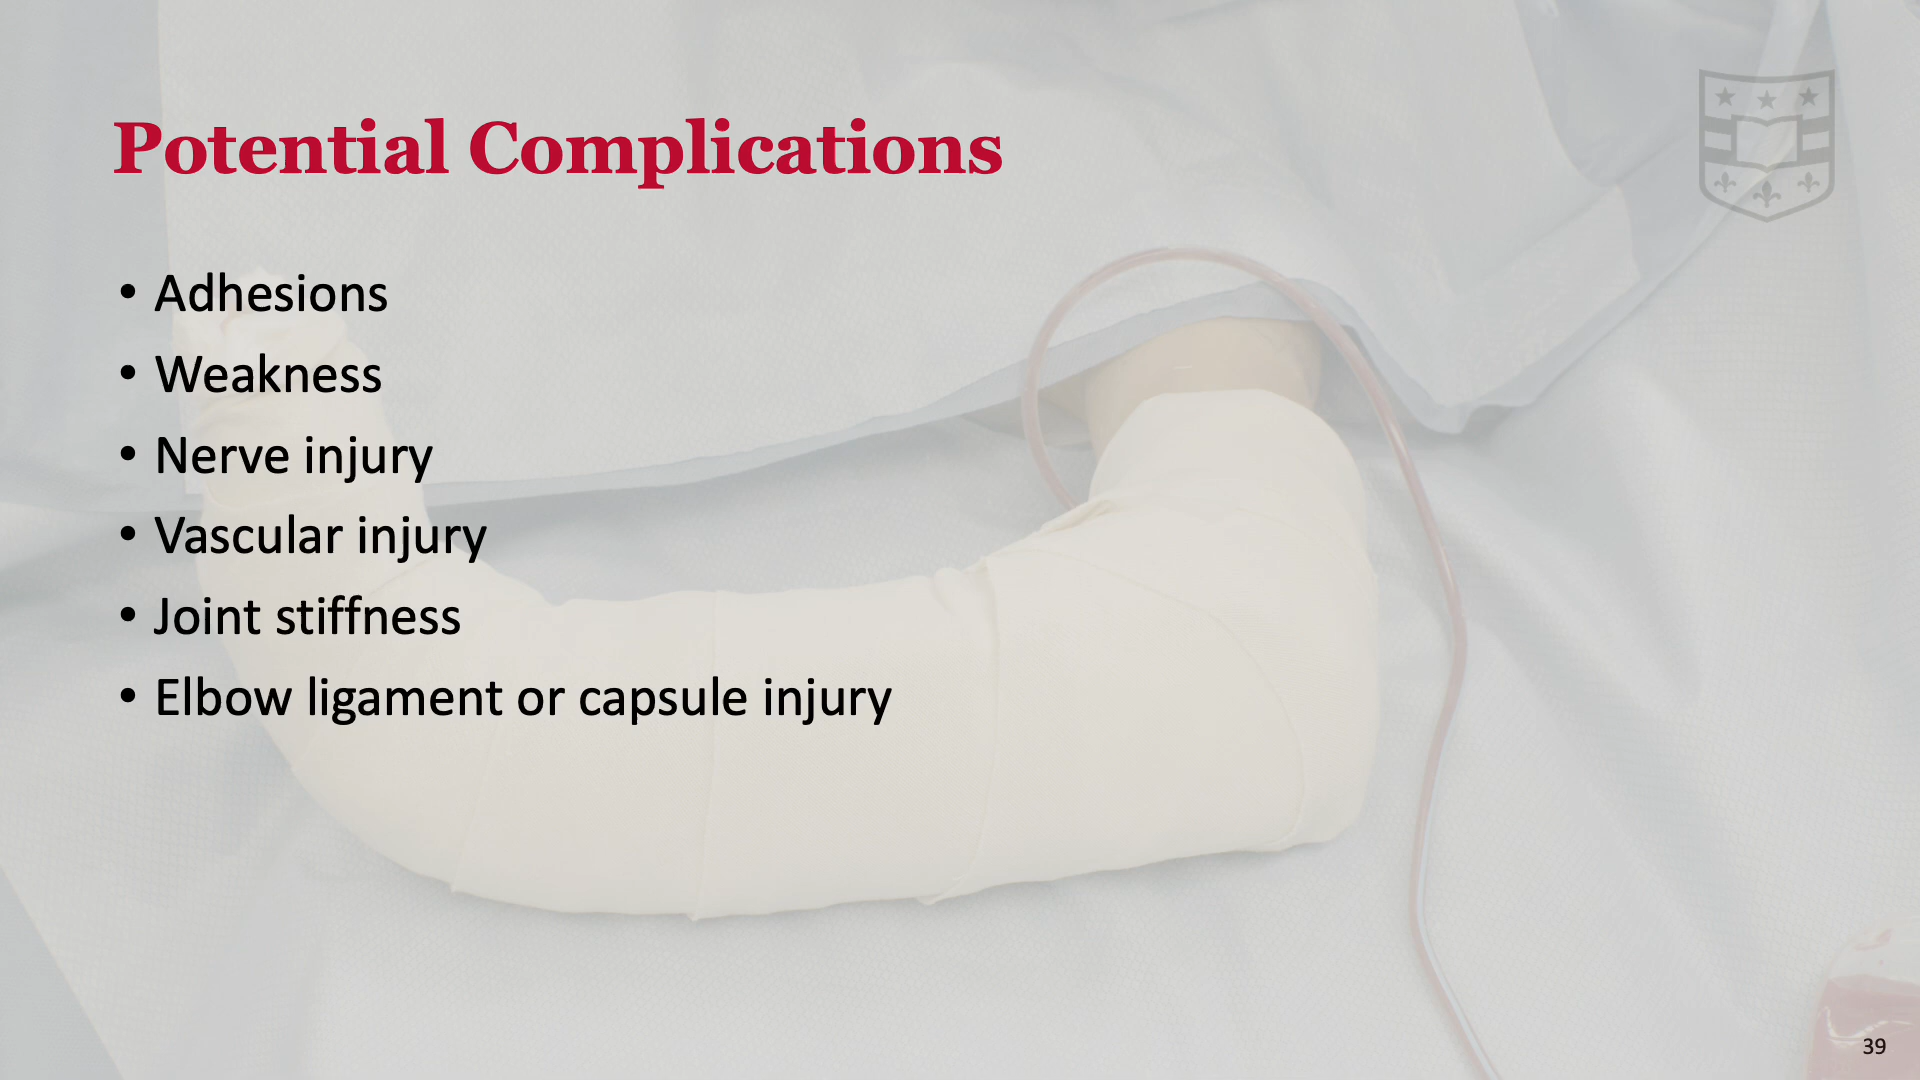 Potential Complications
• Adhesions
• Weakness
• Nerve injury
• Vascular injury
• Joint stiffness
• Elbow ligament or capsule injury
39